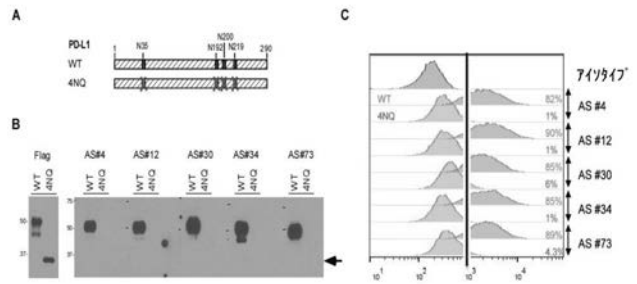 A
C
PD-L1
1
N35
N192
N200
N219
290
WT
4NQ
アイソタイプ
WT
4NQ
82%
1%
AS #4
90%
1%
AS #12
85%
6%
AS #30
85%
1%
AS #34
89%
4.3%
AS #73
10¹ 10² 10³ 10⁴
B
Flag AS#4 AS#12 AS#30 AS#34 AS#73
WT 4NQ WT 4NQ WT 4NQ WT 4NQ WT 4NQ WT 4NQ
50
37
75
50
37